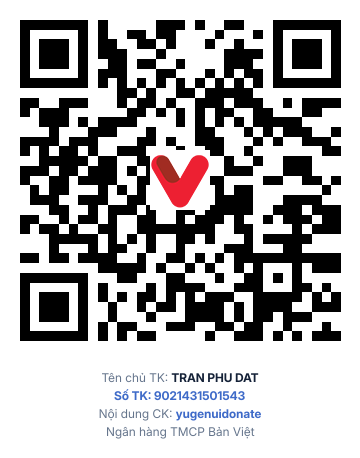 Tên chủ TK: TRAN PHU DAT
Số TK: 9021431501543
Nội dung CK: yugenuidonate
Ngân hàng TMCP Bản Việt